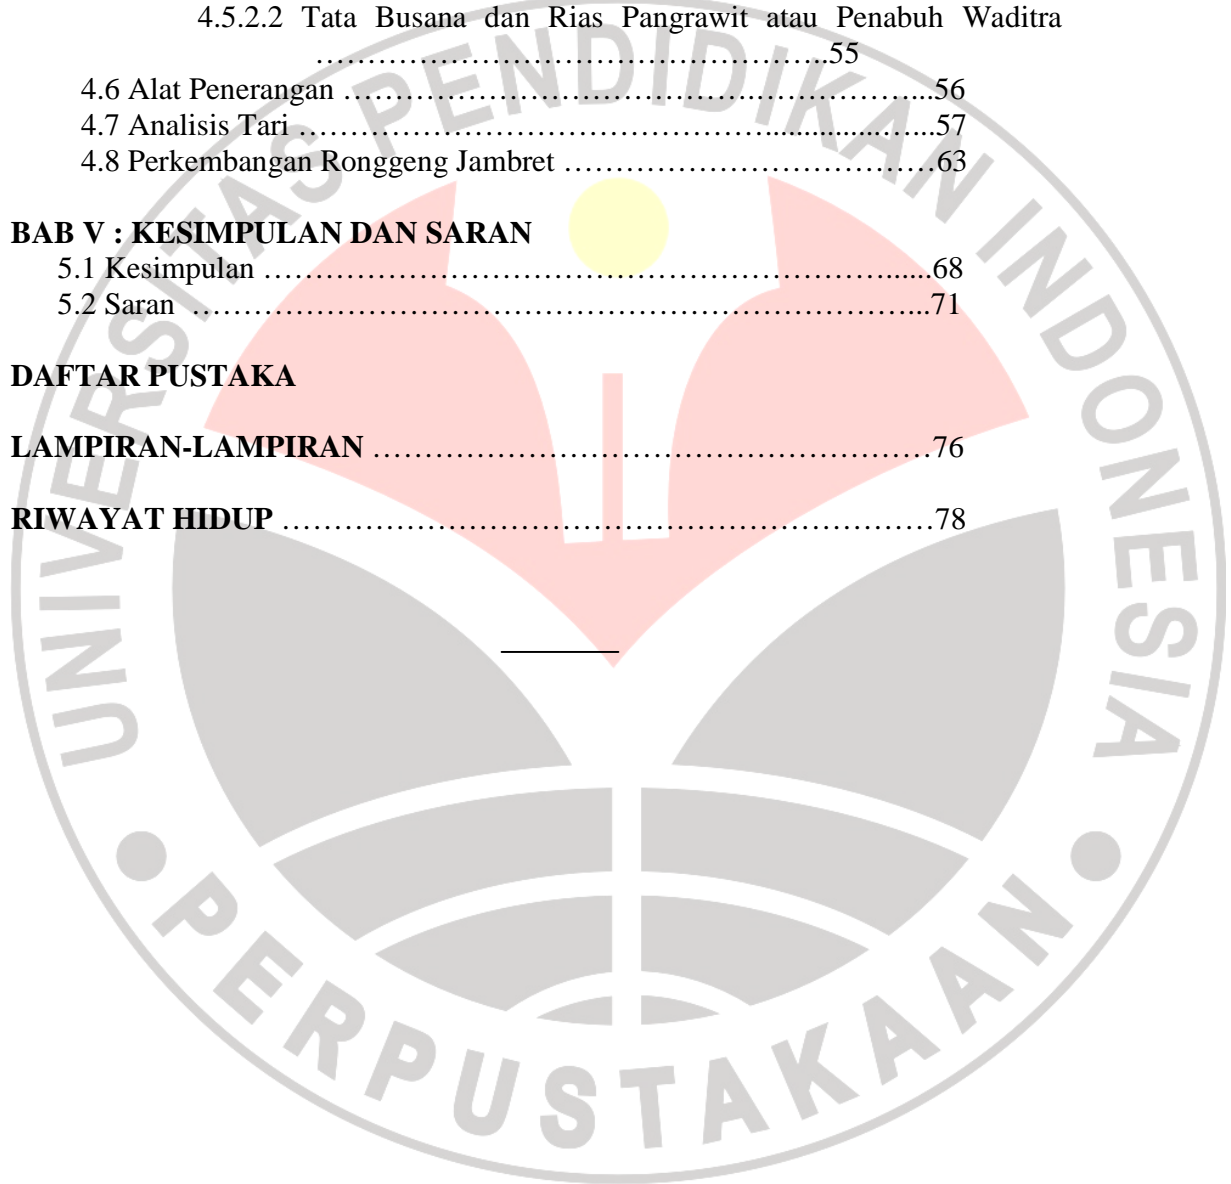 4.5.2.2 Tata Busana dan Rias Pangrawit atau Penabuh Waditra
………………………………………….55
4.6 Alat Penerangan ………………………………………………...56
4.7 Analisis Tari ………………………………………....................…...57
4.8 Perkembangan Ronggeng Jambret ………………………………63
BAB V : KESIMPULAN DAN SARAN
5.1 Kesimpulan ……………………………………………………......68
5.2 Saran ……………………………………………………………...71
DAFTAR PUSTAKA
LAMPIRAN-LAMPIRAN ………………………………………………76
RIWAYAT HIDUP ………………………………………………………78
UNIVERSITAS PENDIDIKAN INDONESIA
PERPUSTAKAAN